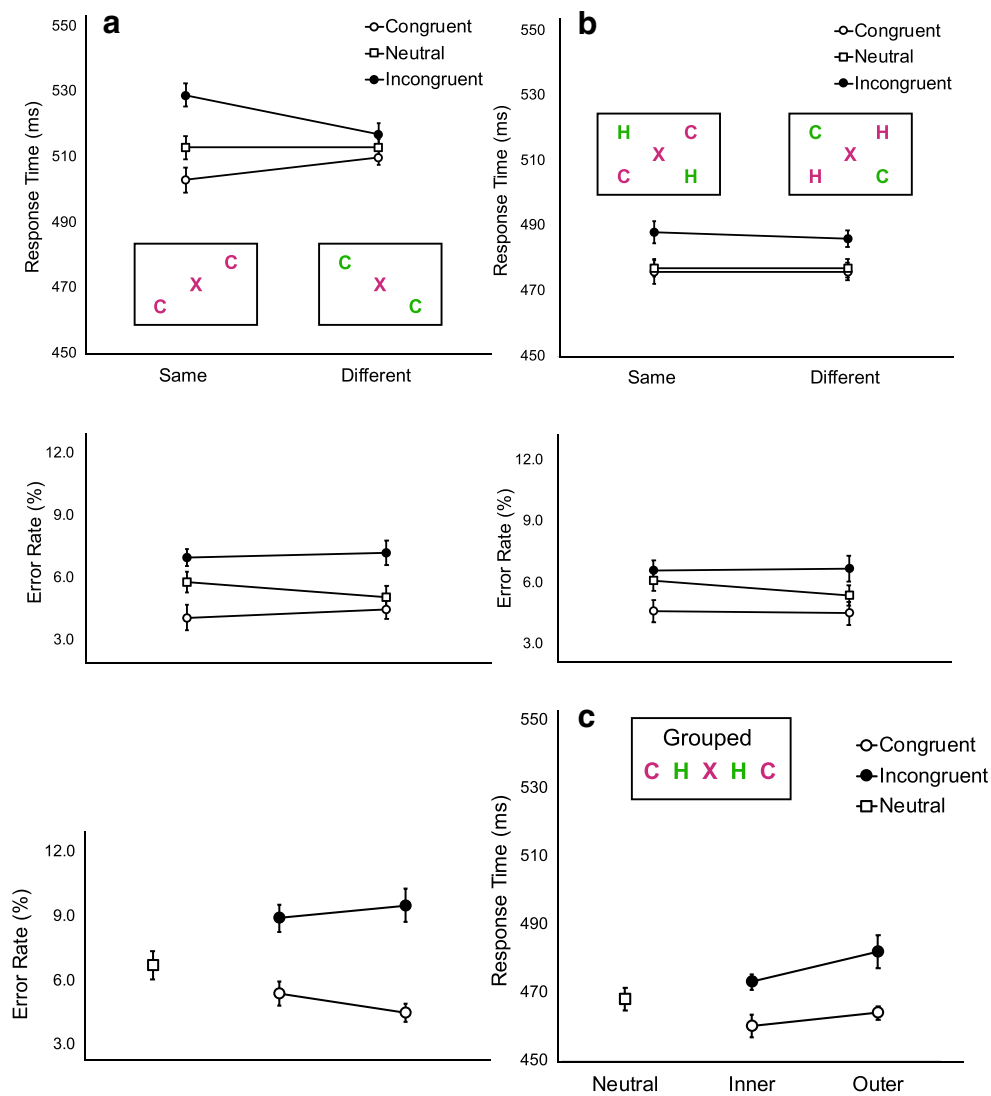 a
550
530
510
490
470
450
Response Time (ms)
Congruent
Neutral
Incongruent
C
X
C
C
X
C
Same Different
b
550
530
510
490
470
450
Response Time (ms)
Congruent
Neutral
Incongruent
H C
X
C H
C H
X
H C
Same Different
12.0
9.0
6.0
3.0
Error Rate (%)
12.0
9.0
6.0
3.0
Error Rate (%)
12.0
9.0
6.0
3.0
Error Rate (%)
c
550
530
510
490
470
450
Response Time (ms)
Grouped
C H X H C
Congruent
Incongruent
Neutral
Neutral Inner Outer